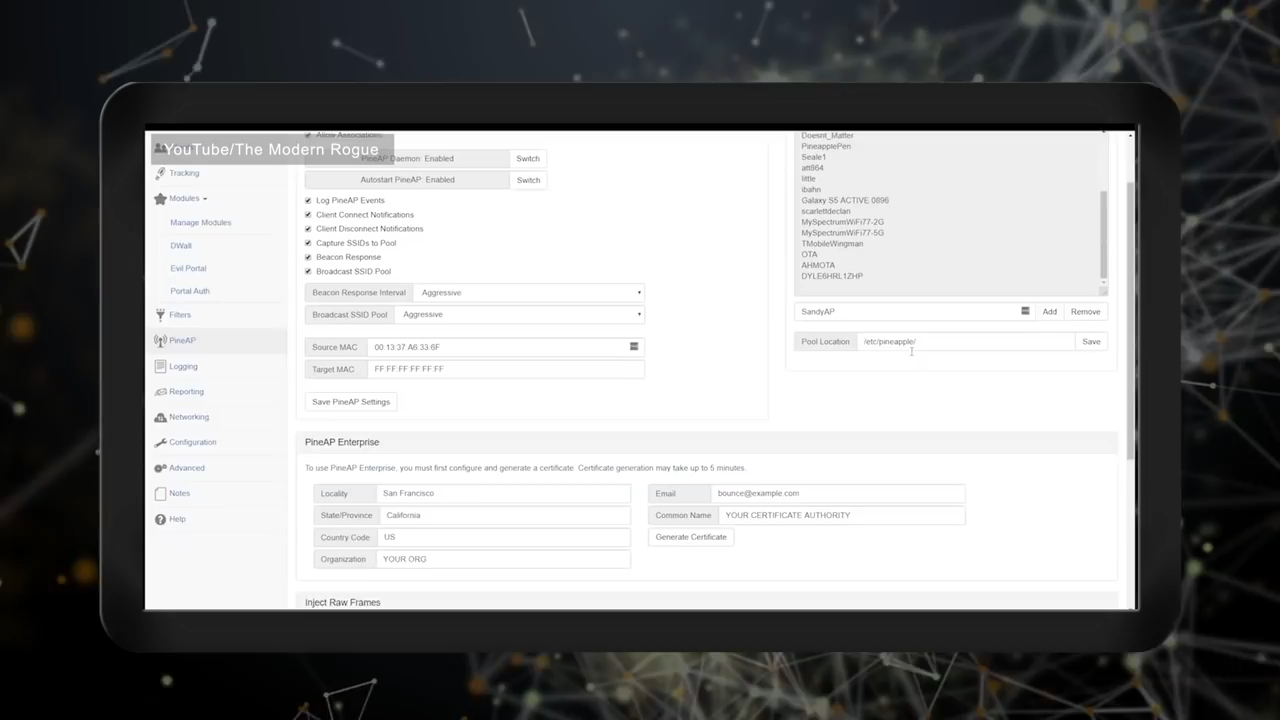 YouTube/The Modern Rogue
Tracking
Modules
Manage Modules
DWall
Evil Portal
Portal Auth
Filters
PineAP
Logging
Reporting
Networking
Configuration
Advanced
Notes
Help
Allow Associations
PineAP Daemon: Enabled Switch
Autostart PineAP: Enabled Switch
Log PineAP Events
Client Connect Notifications
Client Disconnect Notifications
Capture SSIDs to Pool
Beacon Response
Broadcast SSID Pool
Beacon Response Interval Aggressive
Broadcast SSID Pool Aggressive
Source MAC 00:13:37:A6:33:6F
Target MAC FF:FF:FF:FF:FF:FF
Save PineAP Settings
Doesnt_Matter
PineapplePen
Seale1
att864
little
ibahn
Galaxy S5 ACTIVE 0896
scarlettdeclan
MySpectrumWiFi77-2G
MySpectrumWiFi77-5G
TMobileWingman
OTA
AHMOTA
DYLE6HRL1ZHP
SandyAP Add Remove
Pool Location /etc/pineapple/ Save
PineAP Enterprise
To use PineAP Enterprise, you must first configure and generate a certificate. Certificate generation may take up to 5 minutes.
Locality San Francisco
State/Province California
Country Code US
Organization YOUR ORG
Email bounce@example.com
Common Name YOUR CERTIFICATE AUTHORITY
Generate Certificate
Inject Raw Frames